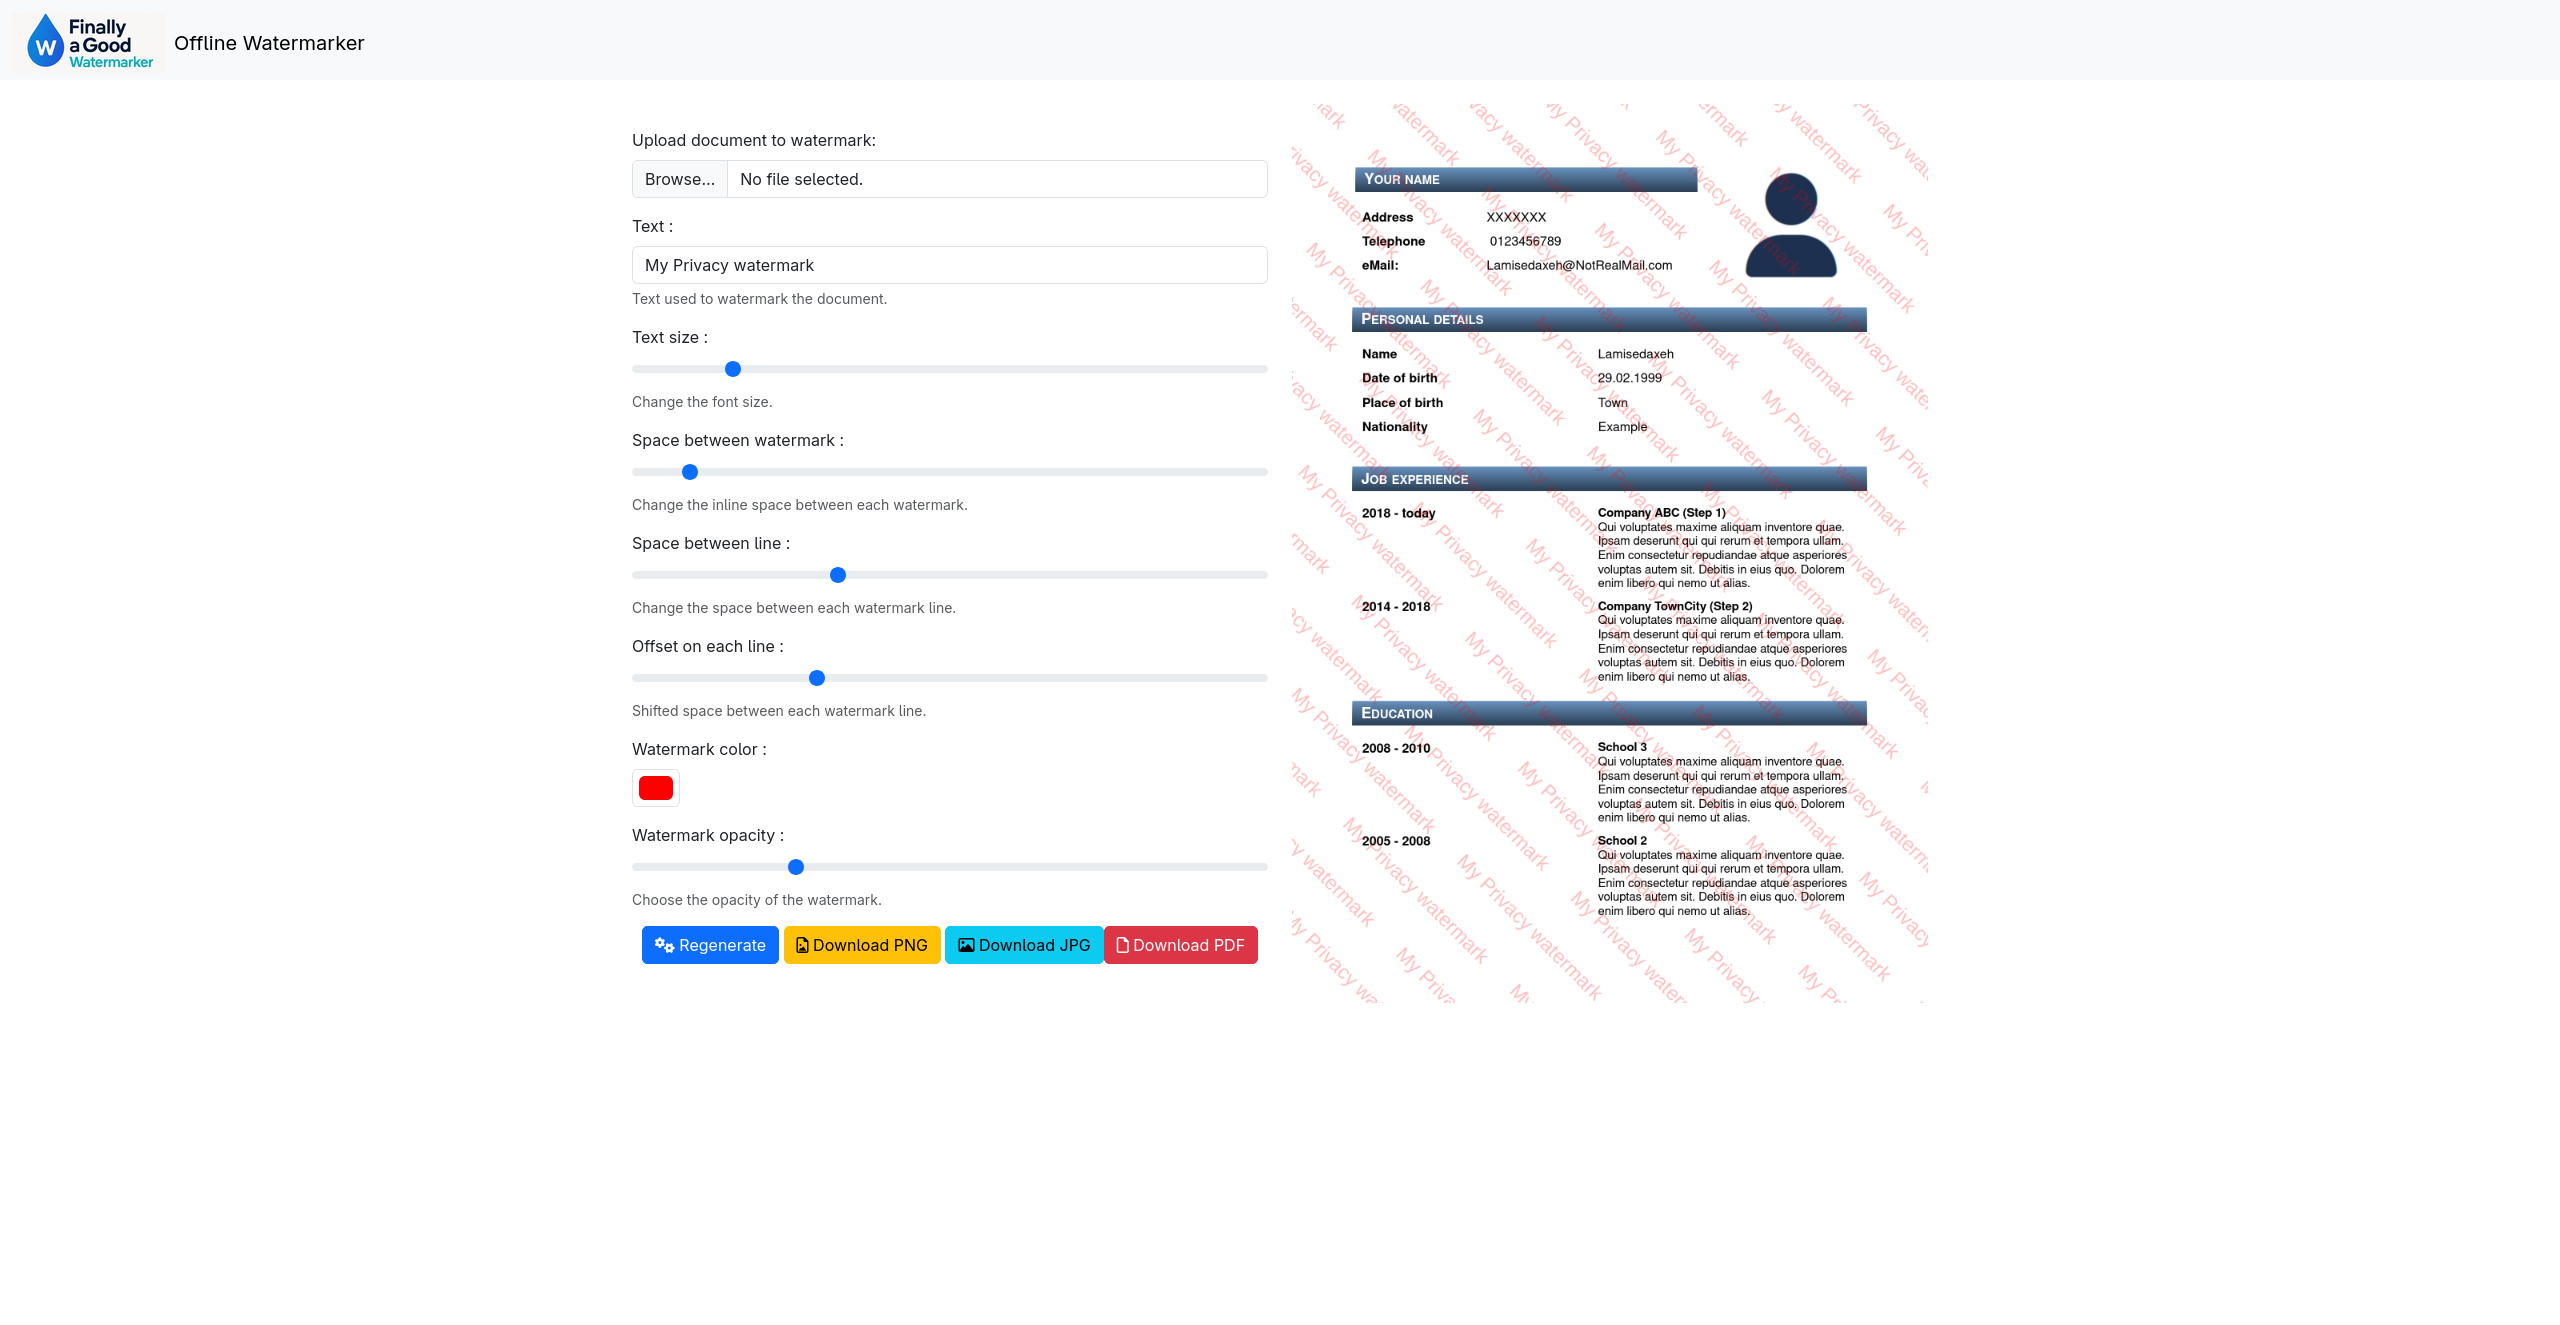 Finally
a Good
Watermarker
W
Offline Watermarker
Upload document to watermark:
Browse... No file selected.
Text :
My Privacy watermark
Text used to watermark the document.
Text size :
Change the font size.
Space between watermark :
Change the inline space between each watermark.
Space between line :
Change the space between each watermark line.
Offset on each line :
Shifted space between each watermark line.
Watermark color :
Watermark opacity :
Choose the opacity of the watermark.
Regenerate Download PNG Download JPG Download PDF
YOUR NAME
Address XXXXXXX
Telephone 0123456789
eMail: Lamisedaxeh@NotRealMail.com
PERSONAL DETAILS
Name Lamisedaxeh
Date of birth 29.02.1999
Place of birth Town
Nationality Example
JOB EXPERIENCE
2018 - today Company ABC (Step 1)
Qui voluptates maxime aliquam inventore quae.
Ipsam deserunt qui qui rerum et tempora ullam.
Enim consectetur repudiandae atque asperiores
voluptas autem sit. Debitis in eius quo. Dolorem
enim libero qui nemo ut alias.
2014 - 2018 Company TownCity (Step 2)
Qui voluptates maxime aliquam inventore quae.
Ipsam deserunt qui qui rerum et tempora ullam.
Enim consectetur repudiandae atque asperiores
voluptas autem sit. Debitis in eius quo. Dolorem
enim libero qui nemo ut alias.
EDUCATION
2008 - 2010 School 3
Qui voluptates maxime aliquam inventore quae.
Ipsam deserunt qui qui rerum et tempora ullam.
Enim consectetur repudiandae atque asperiores
voluptas autem sit. Debitis in eius quo. Dolorem
enim libero qui nemo ut alias.
2005 - 2008 School 2
Qui voluptates maxime aliquam inventore quae.
Ipsam deserunt qui qui rerum et tempora ullam.
Enim consectetur repudiandae atque asperiores
voluptas autem sit. Debitis in eius quo. Dolorem
enim libero qui nemo ut alias.
My Privacy watermark